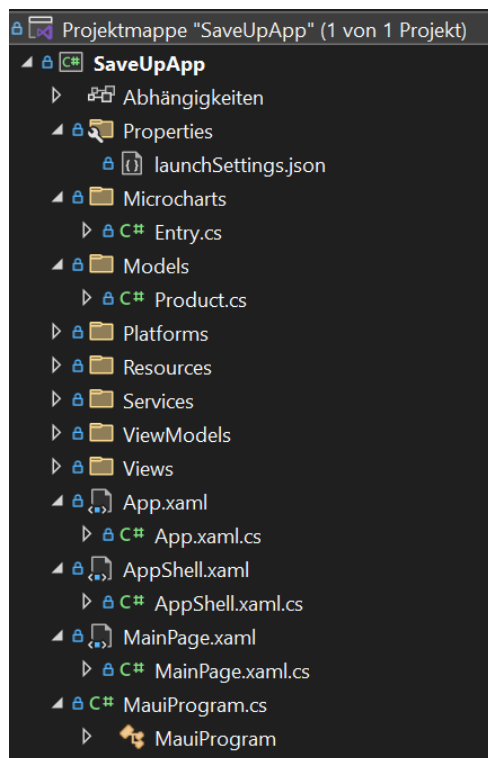 Projektmappe "SaveUpApp" (1 von 1 Projekt)
C# SaveUpApp
Abhängigkeiten
Properties
launchSettings.json
Microcharts
C# Entry.cs
Models
C# Product.cs
Platforms
Resources
Services
ViewModels
Views
App.xaml
C# App.xaml.cs
AppShell.xaml
C# AppShell.xaml.cs
MainPage.xaml
C# MainPage.xaml.cs
C# MauiProgram.cs
MauiProgram